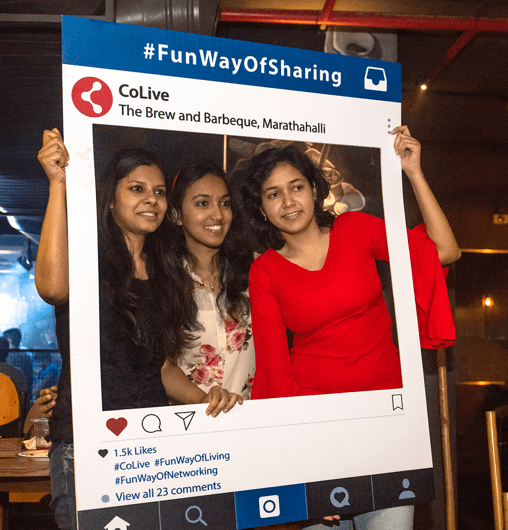 #FunWayOfSharing
CoLive
The Brew and Barbeque, Marathahalli
1.5k Likes
#CoLive #FunWayOfLiving
#FunWayOfNetworking
View all 23 comments